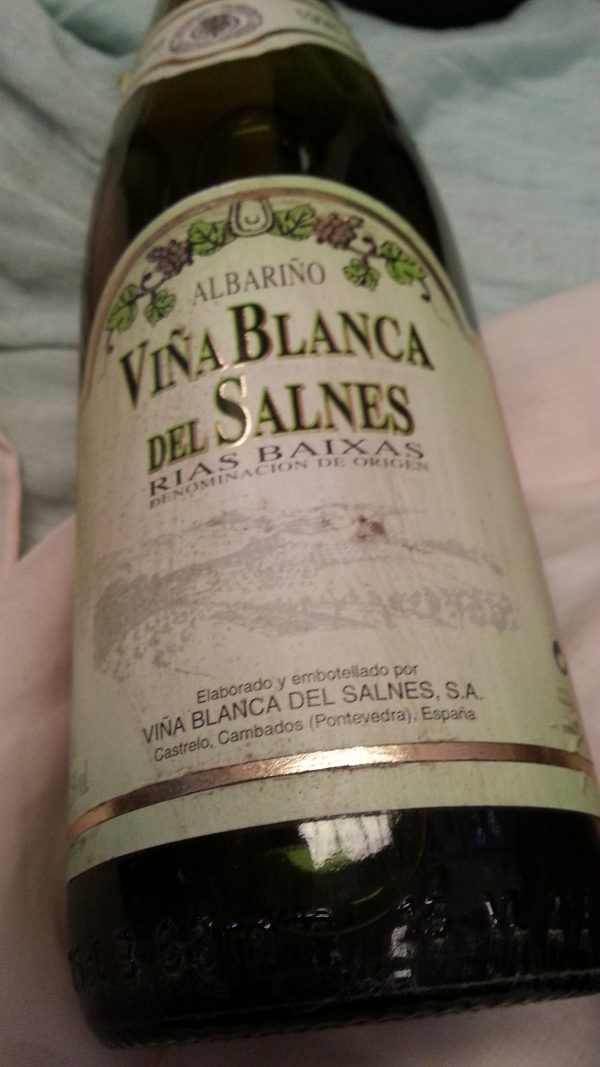 ALBARIÑO
VIÑA BLANCA
DEL SALNES
RIAS BAIXAS
DENOMINACION DE ORIGEN
Elaborado y embotellado por
VIÑA BLANCA DEL SALNES, S.A.
Castrelo, Cambados (Pontevedra), España